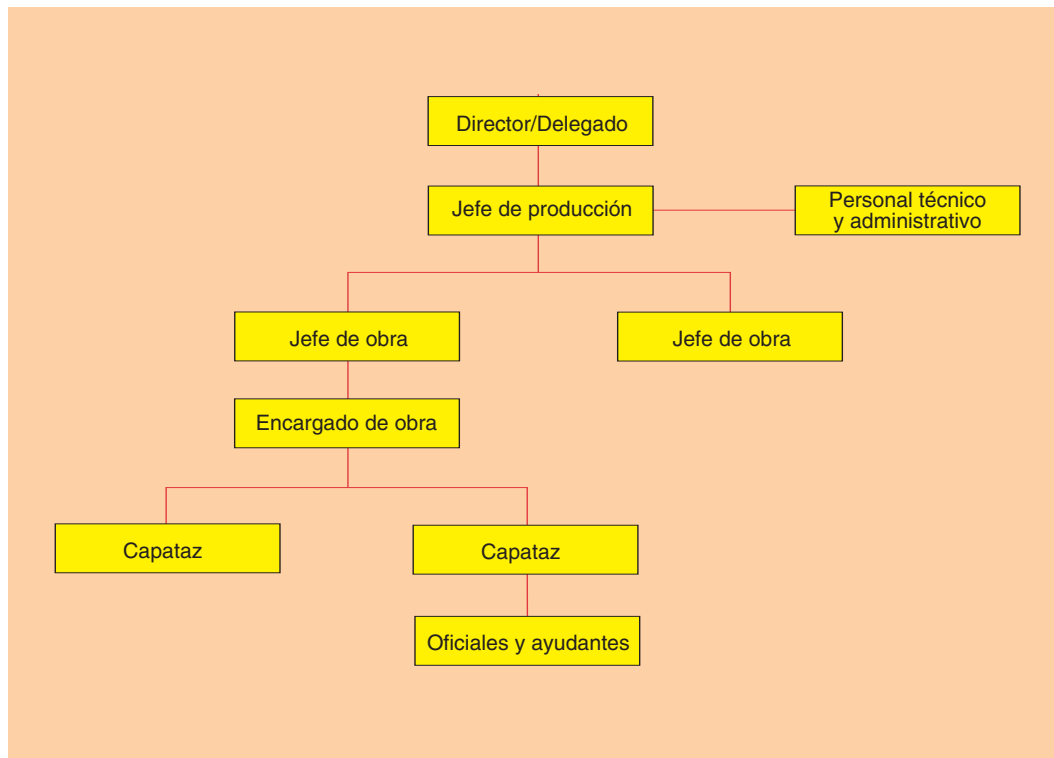 Director/Delegado
Jefe de producción
Personal técnico
y administrativo
Jefe de obra
Jefe de obra
Encargado de obra
Capataz
Capataz
Oficiales y ayudantes